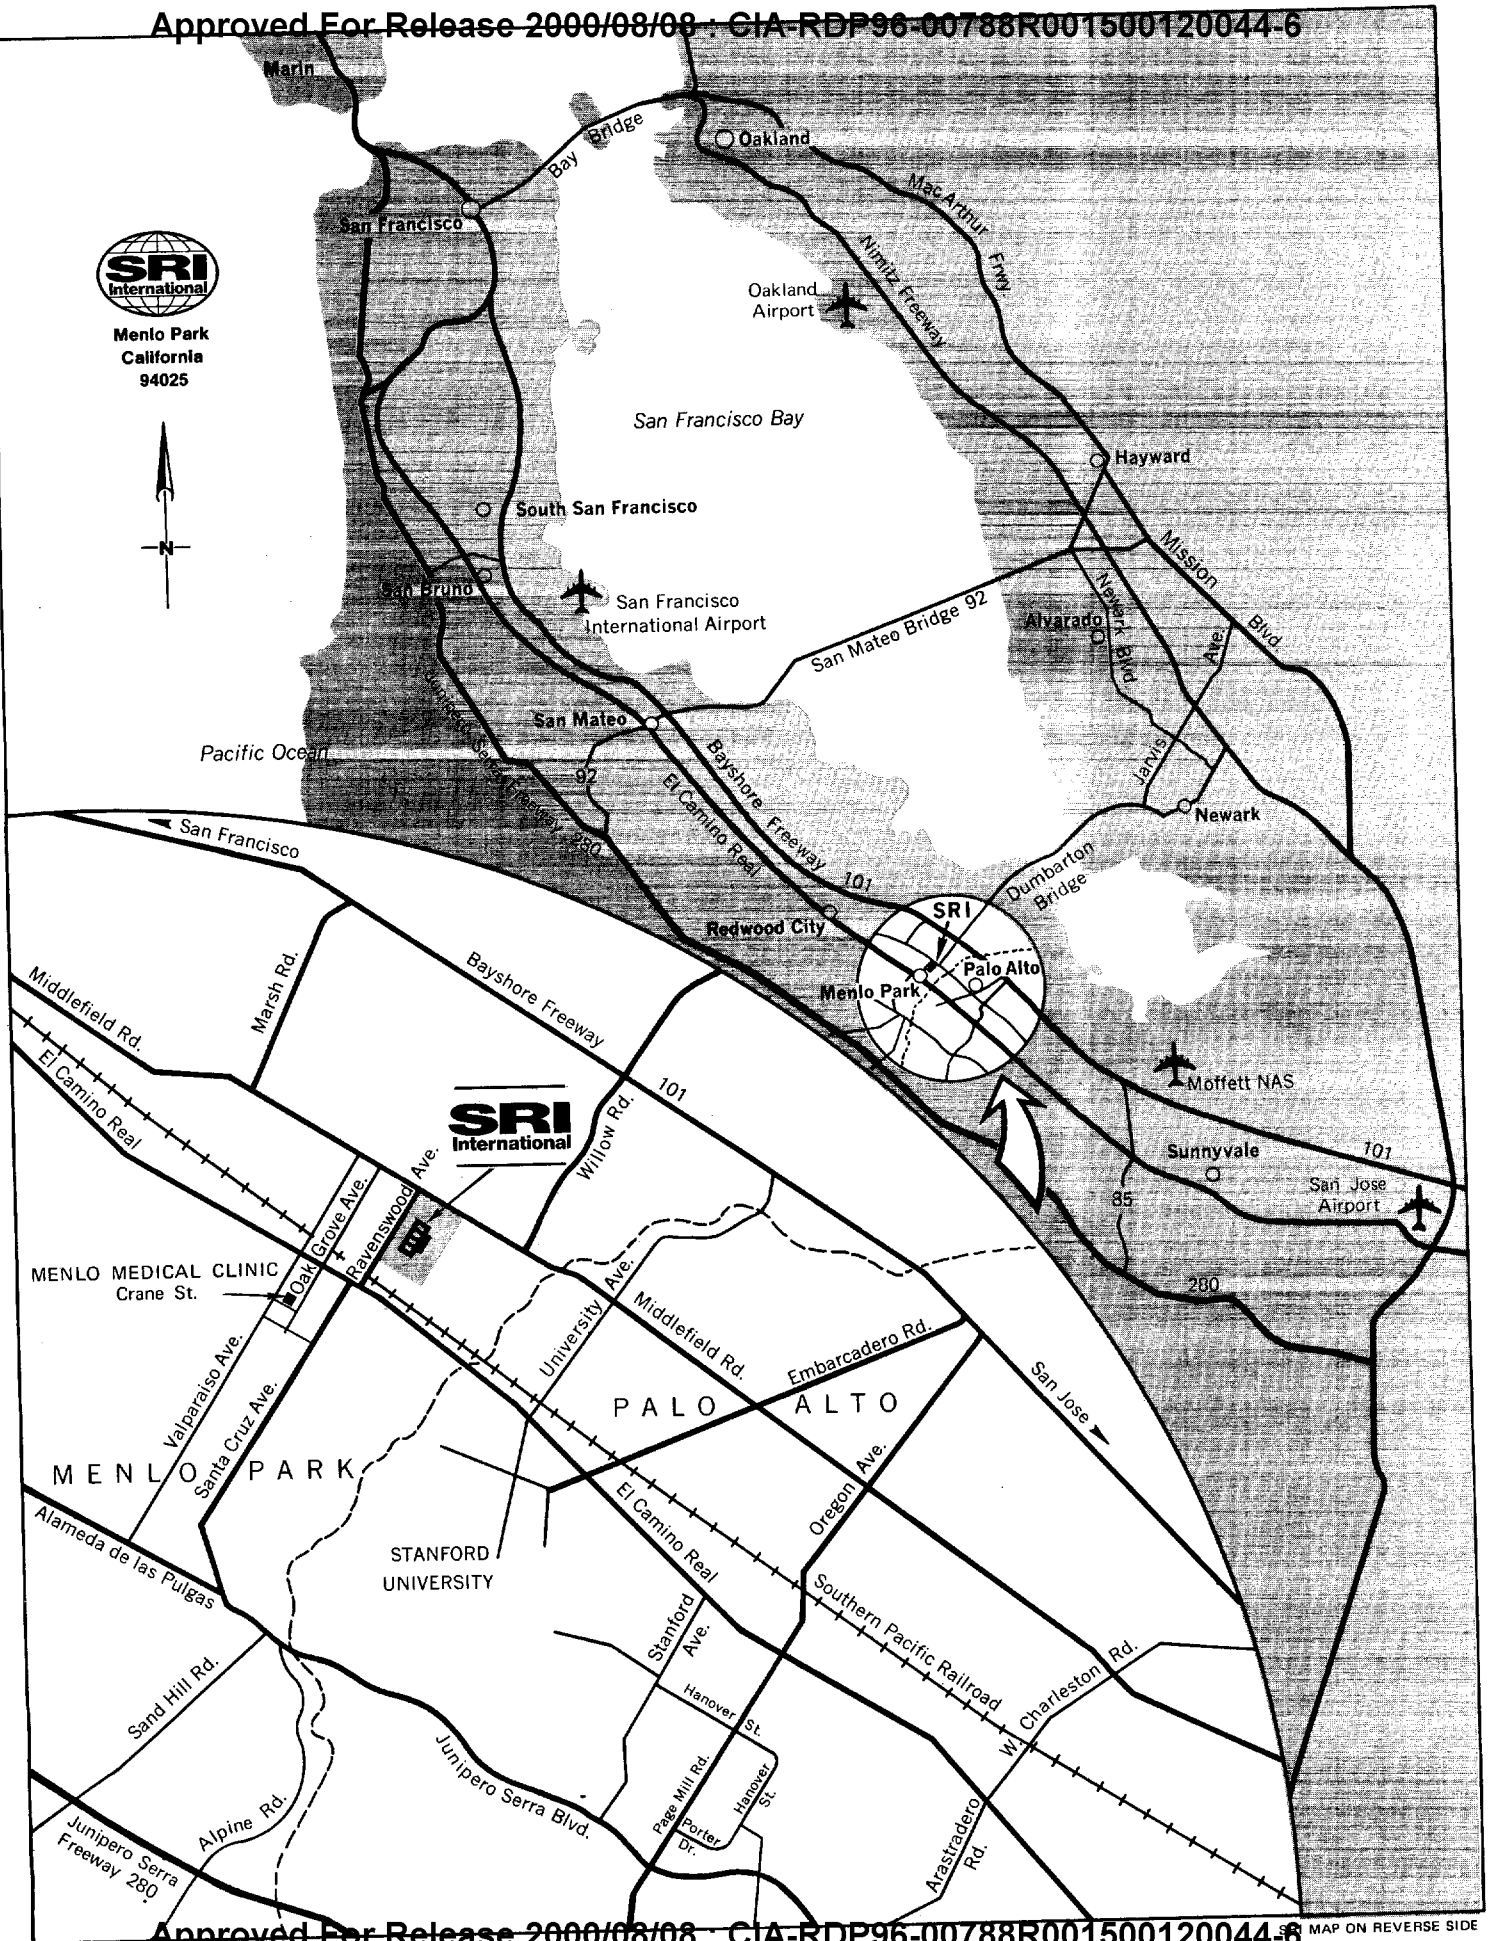 Approved For Release 2000/08/08 : CIA-RDP96-00788R001500120044-6
Marin
Bay Bridge
Oakland
Mac Arthur Frwy
San Francisco
Nimitz Freeway
SRI
International
Menlo Park
California
94025
Oakland
Airport
San Francisco Bay
Hayward
South San Francisco
N
Mission Blvd.
San Bruno
San Francisco
International Airport
Newark Blvd
Alvarado
San Mateo Bridge 92
Jarvis Ave.
San Mateo
Pacific Ocean
Junipero Serra Freeway 280
92
Bayshore Freeway 101
El Camino Real
Newark
Dumbarton
Bridge
SRI
Redwood City
Palo Alto
Menlo Park
Moffett NAS
Sunnyvale
101
85
San Jose
Airport
280
San Francisco
Marsh Rd.
Bayshore Freeway
101
Middlefield Rd.
El Camino Real
SRI
International
Willow Rd.
Ravenswood Ave.
Oak Grove Ave.
MENLO MEDICAL CLINIC
Crane St.
Valparaiso Ave.
Santa Cruz Ave.
University Ave.
Middlefield Rd.
Embarcadero Rd.
PALO ALTO
San Jose
MENLO PARK
Oregon Ave.
El Camino Real
Alameda de las Pulgas
STANFORD
UNIVERSITY
Southern Pacific Railroad
Stanford
Ave.
W Charleston Rd.
Sand Hill Rd.
Hanover St.
Junipero Serra Blvd.
Page Mill Rd.
Hanover
St.
Porter
Dr.
Arastradero
Rd.
Alpine Rd.
Junipero Serra
Freeway 280
Approved For Release 2000/08/08 : CIA-RDP96-00788R001500120044-6
MAP ON REVERSE SIDE